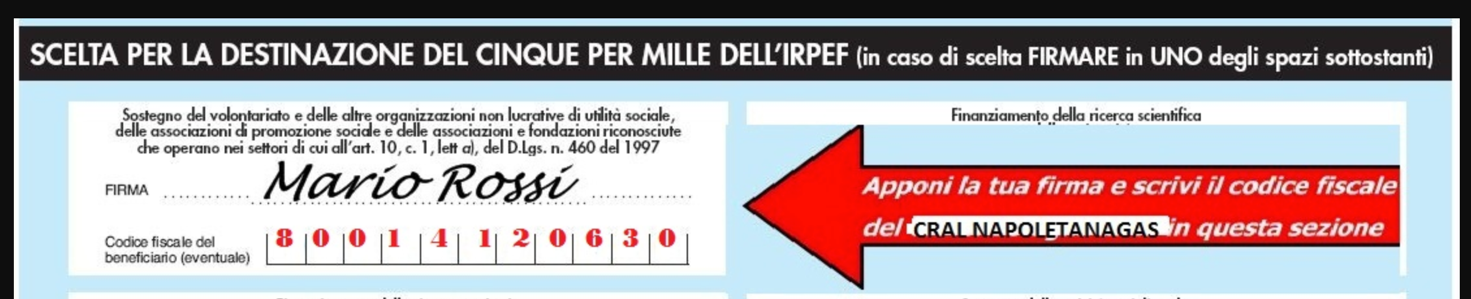 SCELTA PER LA DESTINAZIONE DEL CINQUE PER MILLE DELL'IRPEF (in caso di scelta FIRMARE in UNO degli spazi sottostanti)
Sostegno del volontariato e delle altre organizzazioni non lucrative di utilità sociale,
delle associazioni di promozione sociale e delle associazioni e fondazioni riconosciute
che operano nei settori di cui all'art. 10, c. 1, lett a), del D.Lgs. n. 460 del 1997
FIRMA ........... Mario Rossi ...........
Codice fiscale del
beneficiario (eventuale)
8 0 0 1 4 1 2 0 6 3 0
Finanziamento della ricerca scientifica
Apponi la tua firma e scrivi il codice fiscale
del CRAL NAPOLETANAGAS in questa sezione